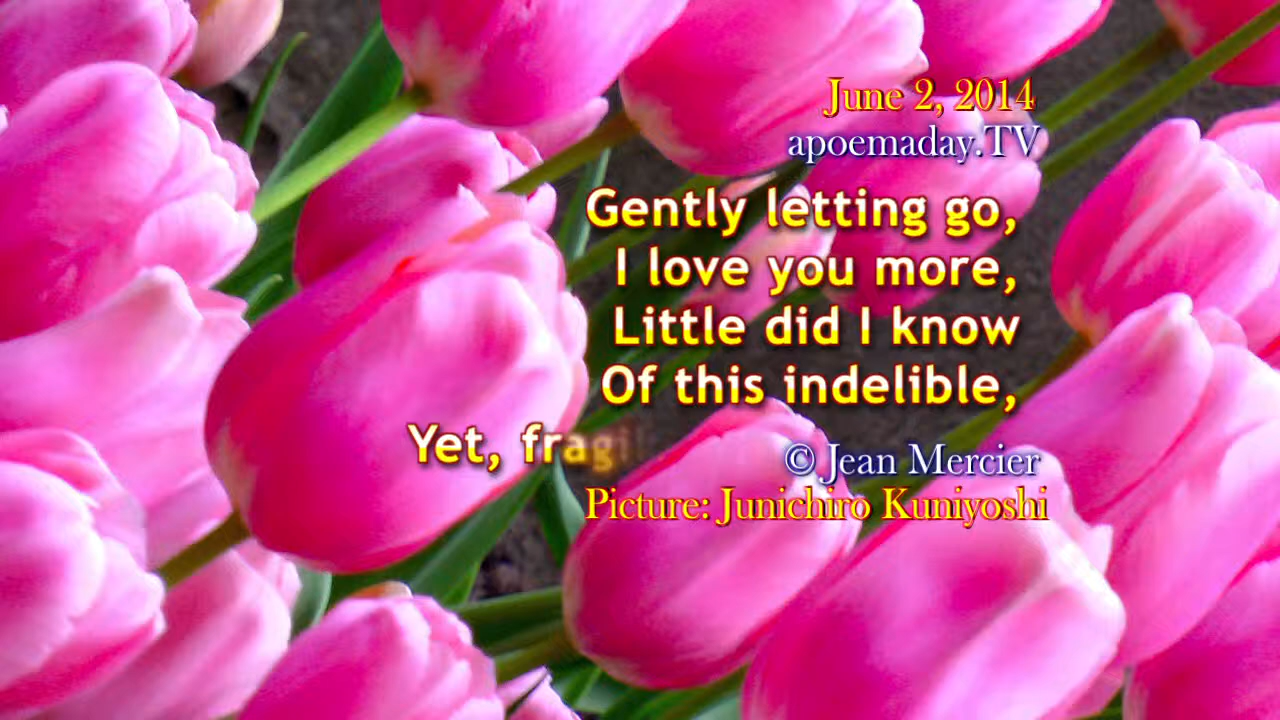 June 2, 2014
apoemaday.TV
Gently letting go,
I love you more,
Little did I know
Of this indelible,
Yet,
© Jean Mercier
Picture: Junichiro Kuniyoshi